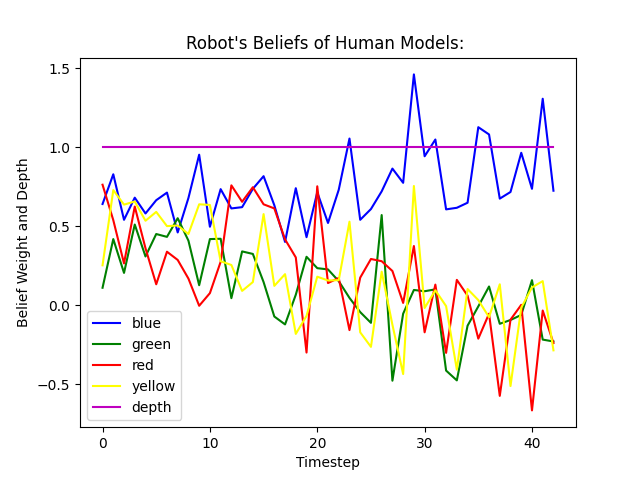 Robot's Beliefs of Human Models:
Belief Weight and Depth
1.5
1.0
0.5
0.0
−0.5
blue
green
red
yellow
depth
0 10 20 30 40
Timestep